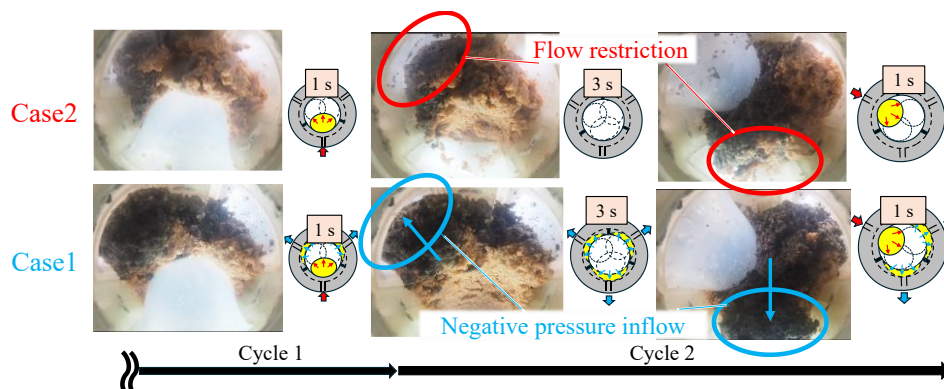 Case2
1 s
Flow restriction
3 s
1 s
Case1
1 s
3 s
1 s
Negative pressure inflow
Cycle 1
Cycle 2